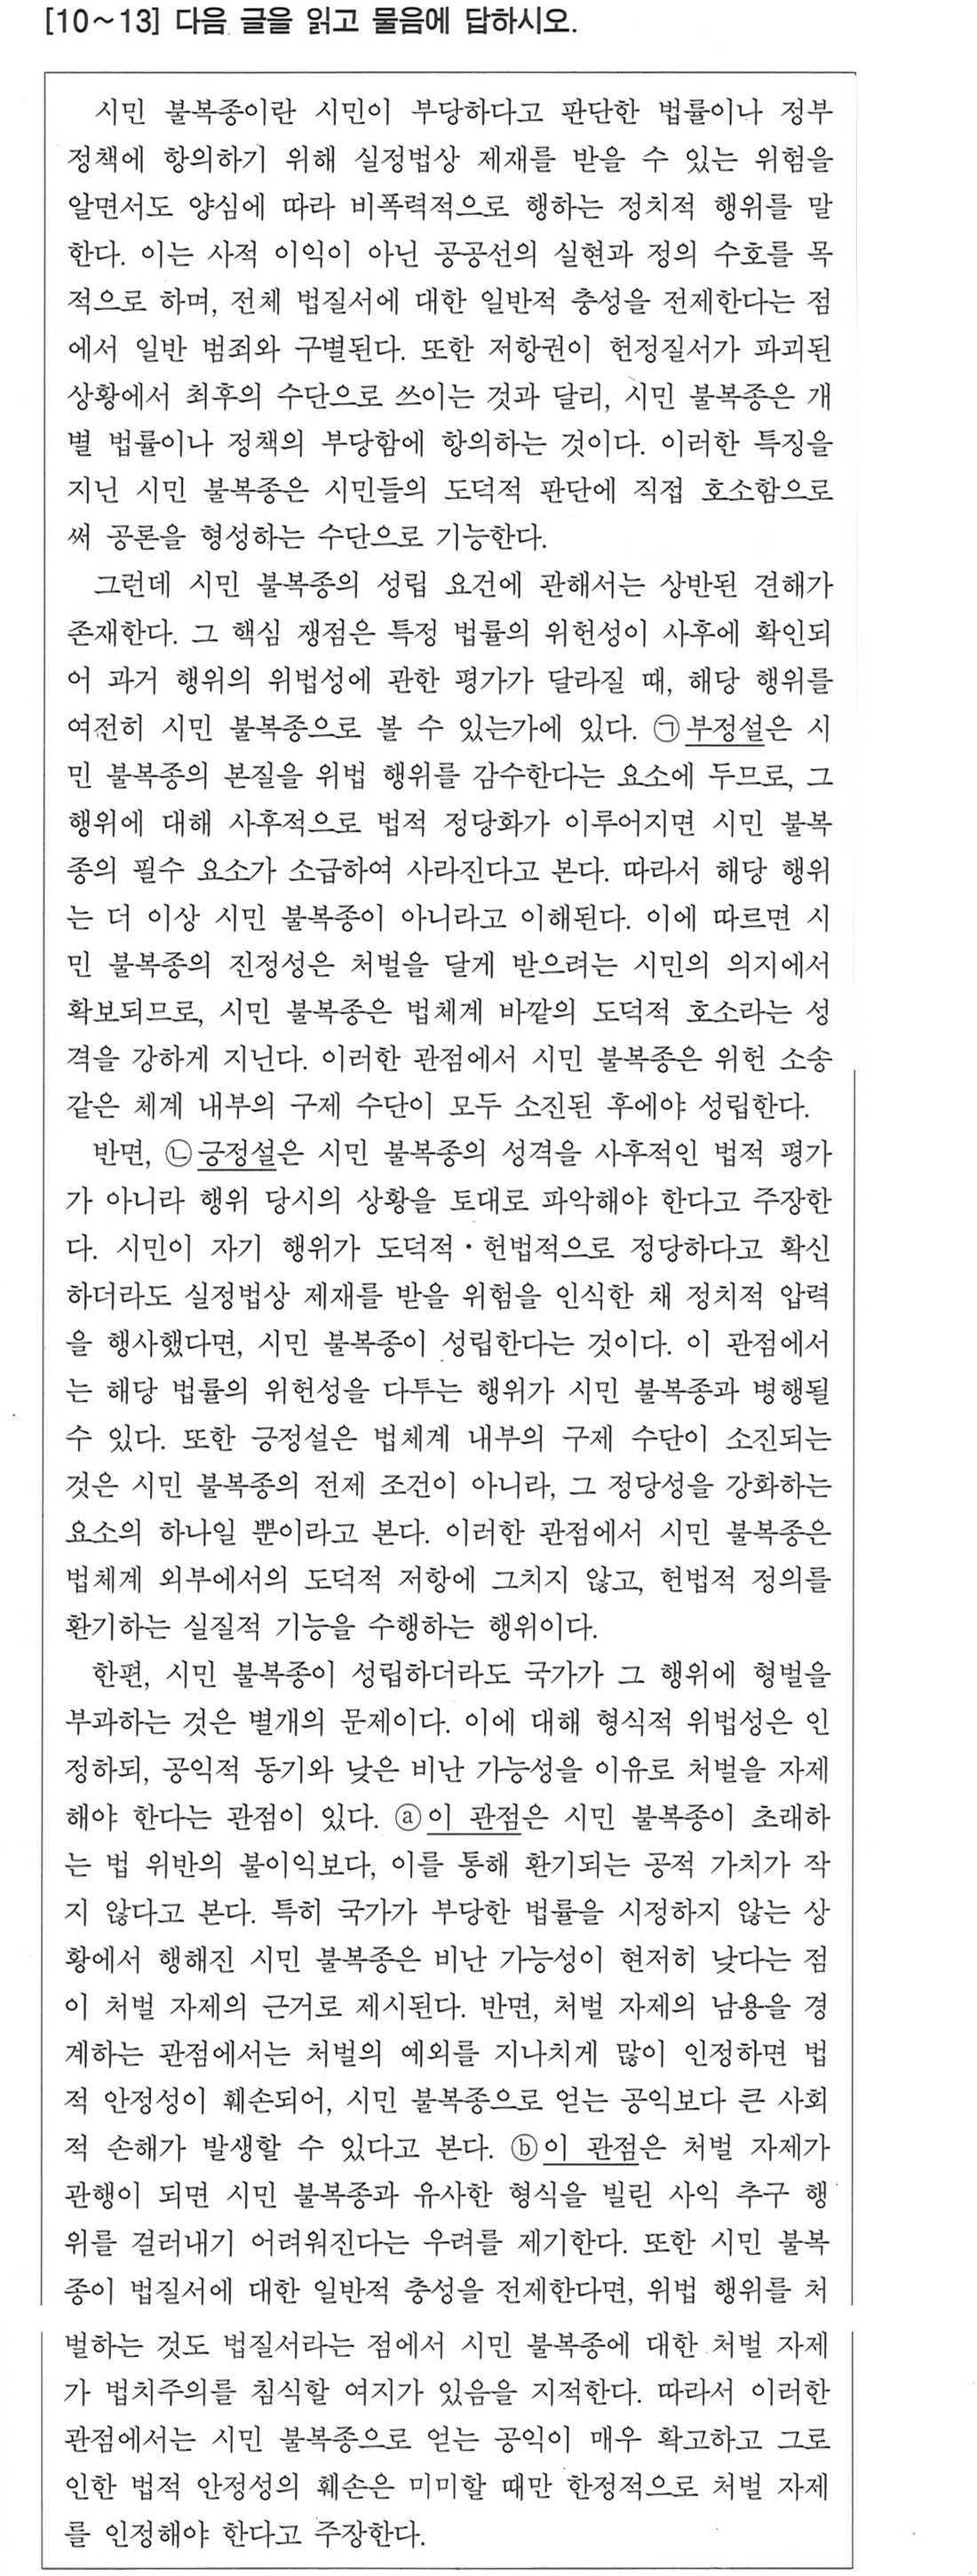 [10~13] 다음 글을 읽고 물음에 답하시오.
시민 불복종이란 시민이 부당하다고 판단한 법률이나 정부
정책에 항의하기 위해 실정법상 제재를 받을 수 있는 위험을
알면서도 양심에 따라 비폭력적으로 행하는 정치적 행위를 말
한다. 이는 사적 이익이 아닌 공공선의 실현과 정의 수호를 목
적으로 하며, 전체 법질서에 대한 일반적 충성을 전제한다는 점
에서 일반 범죄와 구별된다. 또한 저항권이 헌정질서가 파괴된
상황에서 최후의 수단으로 쓰이는 것과 달리, 시민 불복종은 개
별 법률이나 정책의 부당함에 항의하는 것이다. 이러한 특징을
지닌 시민 불복종은 시민들의 도덕적 판단에 직접 호소함으로
써 공론을 형성하는 수단으로 기능한다.
그런데 시민 불복종의 성립 요건에 관해서는 상반된 견해가
존재한다. 그 핵심 쟁점은 특정 법률의 위헌성이 사후에 확인되
어 과거 행위의 위법성에 관한 평가가 달라질 때, 해당 행위를
여전히 시민 불복종으로 볼 수 있는가에 있다. ㉠부정설은 시
민 불복종의 본질을 위법 행위를 감수한다는 요소에 두므로, 그
행위에 대해 사후적으로 법적 정당화가 이루어지면 시민 불복
종의 필수 요소가 소급하여 사라진다고 본다. 따라서 해당 행위
는 더 이상 시민 불복종이 아니라고 이해된다. 이에 따르면 시
민 불복종의 진정성은 처벌을 달게 받으려는 시민의 의지에서
확보되므로, 시민 불복종은 법체계 바깥의 도덕적 호소라는 성
격을 강하게 지닌다. 이러한 관점에서 시민 불복종은 위헌 소송
같은 체계 내부의 구제 수단이 모두 소진된 후에야 성립한다.
반면, ㉡긍정설은 시민 불복종의 성격을 사후적인 법적 평가
가 아니라 행위 당시의 상황을 토대로 파악해야 한다고 주장한
다. 시민이 자기 행위가 도덕적·헌법적으로 정당하다고 확신
하더라도 실정법상 제재를 받을 위험을 인식한 채 정치적 압력
을 행사했다면, 시민 불복종이 성립한다는 것이다. 이 관점에서
는 해당 법률의 위헌성을 다투는 행위가 시민 불복종과 병행될
수 있다. 또한 긍정설은 법체계 내부의 구제 수단이 소진되는
것은 시민 불복종의 전제 조건이 아니라, 그 정당성을 강화하는
요소의 하나일 뿐이라고 본다. 이러한 관점에서 시민 불복종은
법체계 외부에서의 도덕적 저항에 그치지 않고, 헌법적 정의를
환기하는 실질적 기능을 수행하는 행위이다.
한편, 시민 불복종이 성립하더라도 국가가 그 행위에 형벌을
부과하는 것은 별개의 문제이다. 이에 대해 형식적 위법성은 인
정하되, 공익적 동기와 낮은 비난 가능성을 이유로 처벌을 자제
해야 한다는 관점이 있다. ⓐ이 관점은 시민 불복종이 초래하
는 법 위반의 불이익보다, 이를 통해 환기되는 공적 가치가 작
지 않다고 본다. 특히 국가가 부당한 법률을 시정하지 않는 상
황에서 행해진 시민 불복종은 비난 가능성이 현저히 낮다는 점
이 처벌 자제의 근거로 제시된다. 반면, 처벌 자제의 남용을 경
계하는 관점에서는 처벌의 예외를 지나치게 많이 인정하면 법
적 안정성이 훼손되어, 시민 불복종으로 얻는 공익보다 큰 사회
적 손해가 발생할 수 있다고 본다. ⓑ이 관점은 처벌 자제가
관행이 되면 시민 불복종과 유사한 형식을 빌린 사익 추구 행
위를 걸러내기 어려워진다는 우려를 제기한다. 또한 시민 불복
종이 법질서에 대한 일반적 충성을 전제한다면, 위법 행위를 처
벌하는 것도 법질서라는 점에서 시민 불복종에 대한 처벌 자제
가 법치주의를 침식할 여지가 있음을 지적한다. 따라서 이러한
관점에서는 시민 불복종으로 얻는 공익이 매우 확고하고 그로
인한 법적 안정성의 훼손은 미미할 때만 한정적으로 처벌 자제
를 인정해야 한다고 주장한다.